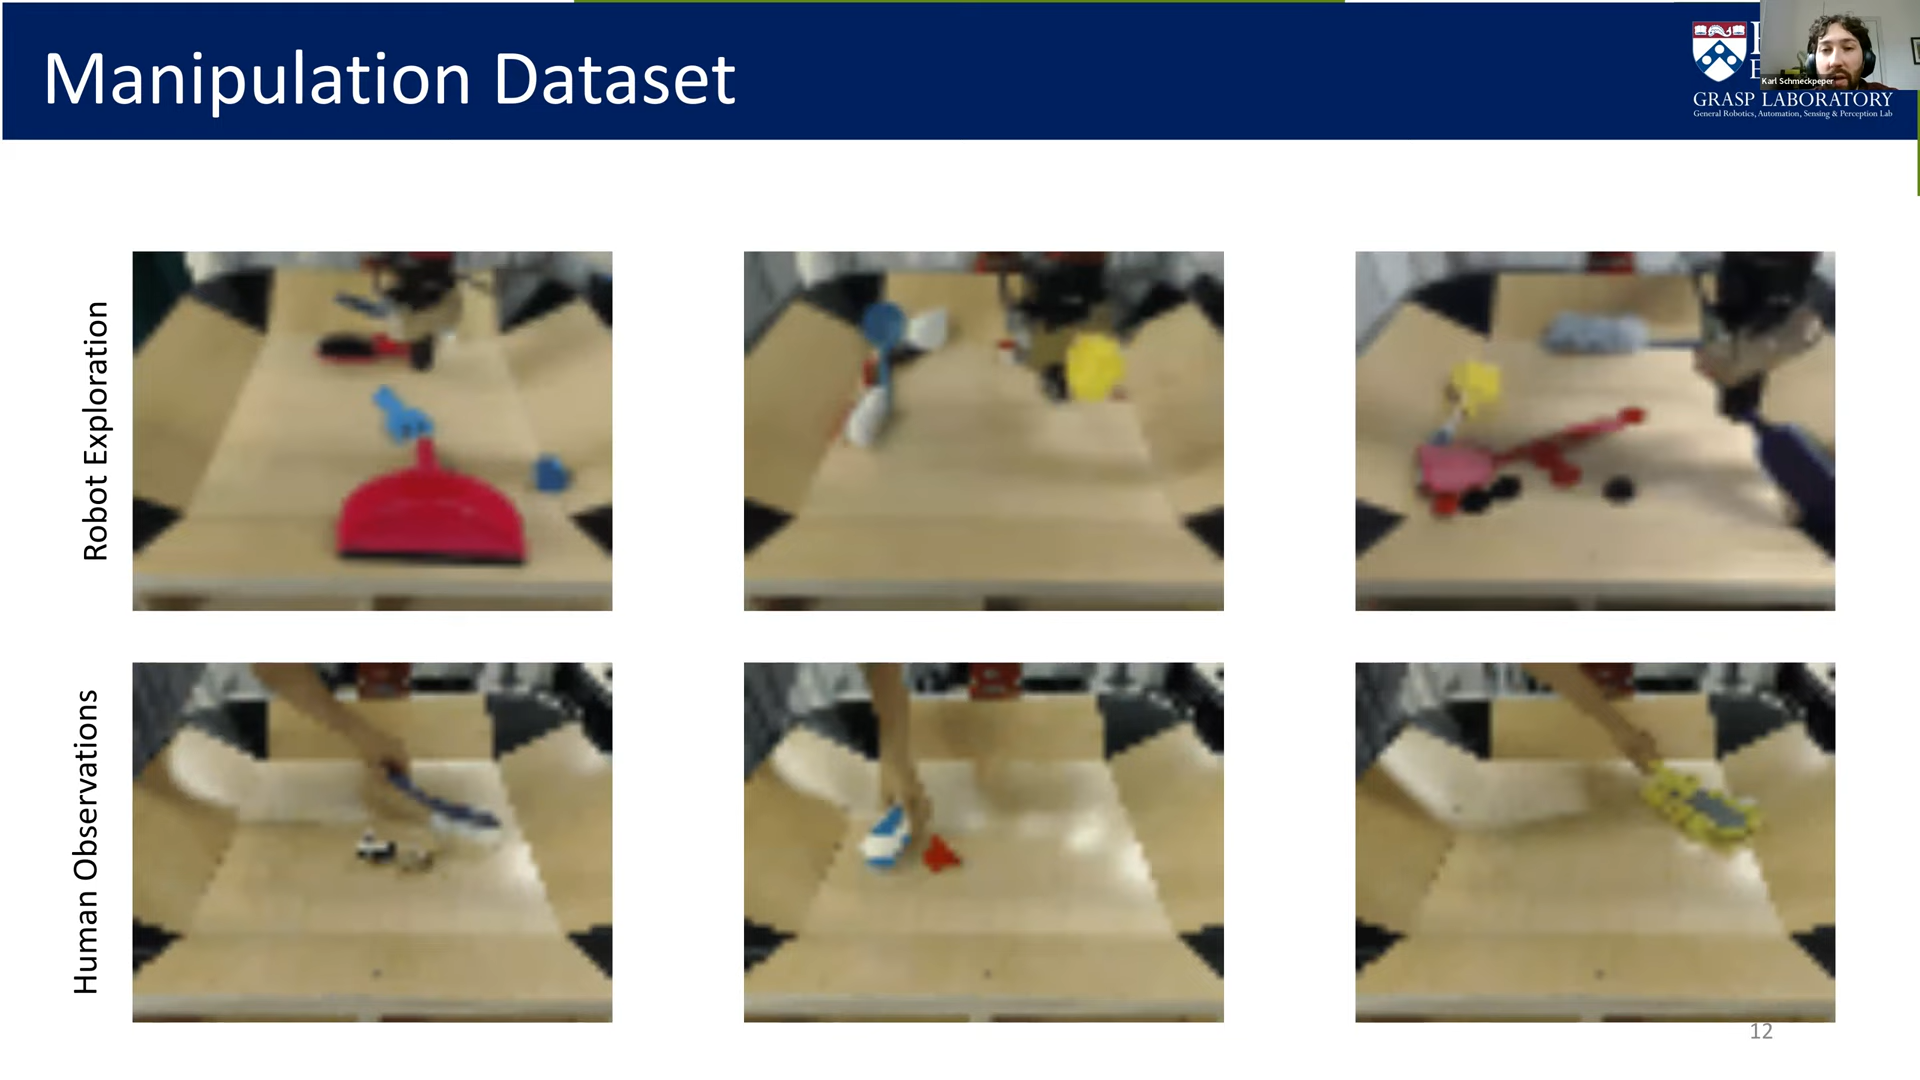 Manipulation Dataset
Karl Schmeckpeper
GRASP LABORATORY
General Robotics, Automation, Sensing & Perception Lab
Robot Exploration
Human Observations
12